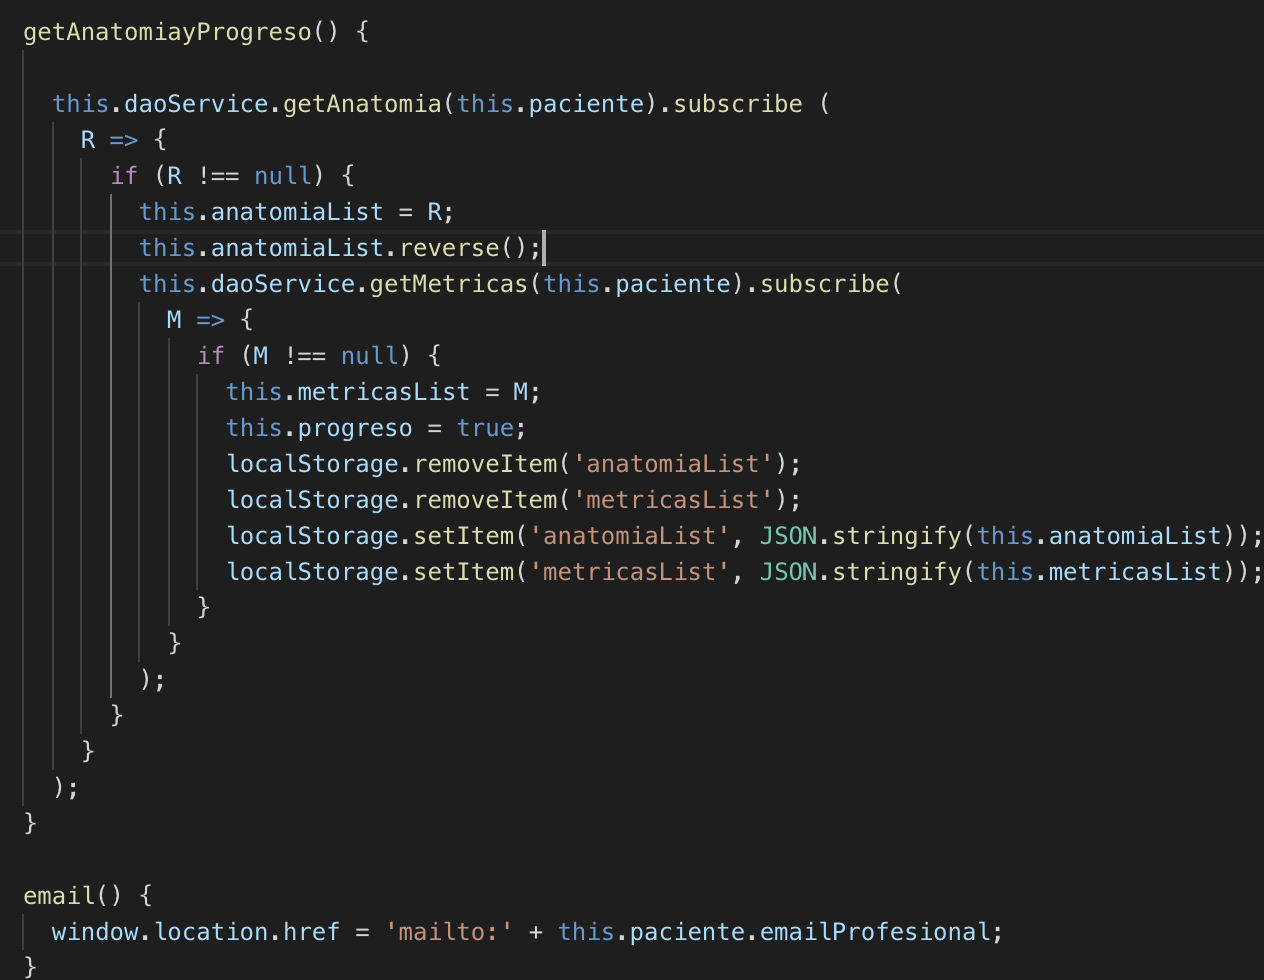 getAnatomiayProgreso() {
this.daoService.getAnatomia(this.paciente).subscribe (
R => {
if (R !== null) {
this.anatomiaList = R;
this.anatomiaList.reverse();
this.daoService.getMetricas(this.paciente).subscribe(
M => {
if (M !== null) {
this.metricasList = M;
this.progreso = true;
localStorage.removeItem('anatomiaList');
localStorage.removeItem('metricasList');
localStorage.setItem('anatomiaList', JSON.stringify(this.anatomiaList));
localStorage.setItem('metricasList', JSON.stringify(this.metricasList));
}
}
);
}
}
);
}
email() {
window.location.href = 'mailto:' + this.paciente.emailProfesional;
}